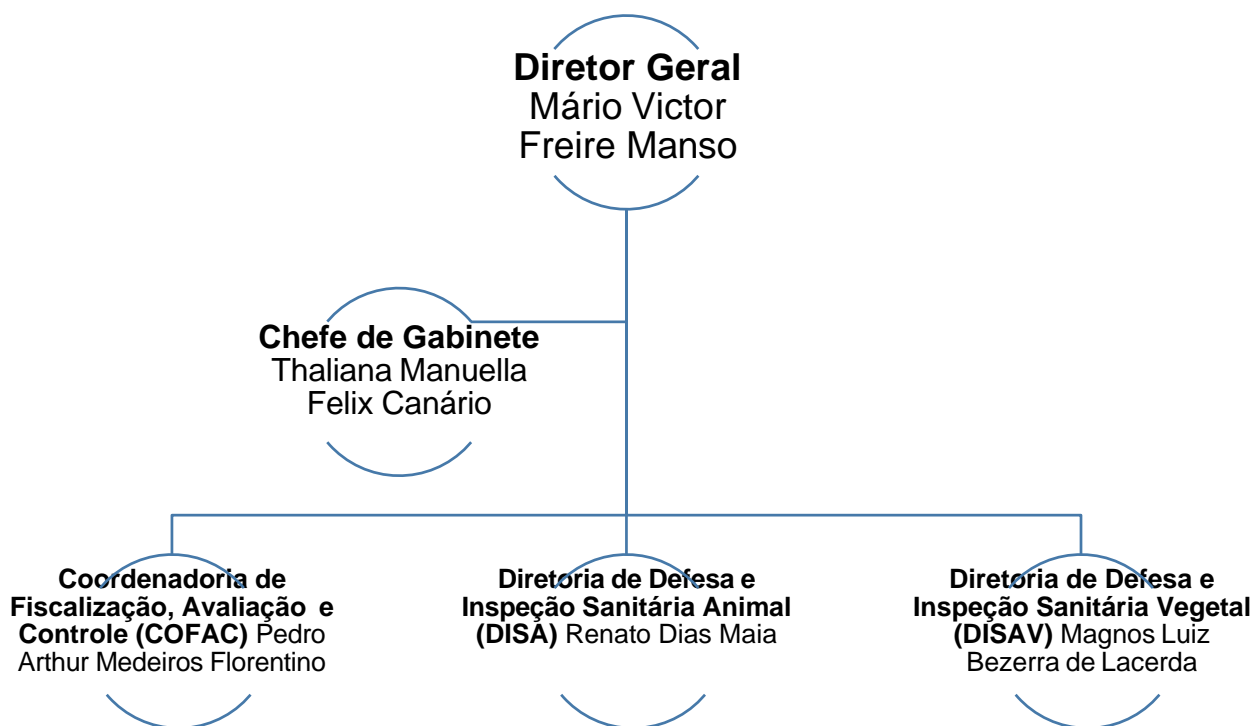 Diretor Geral
Mário Victor
Freire Manso
Chefe de Gabinete
Thaliana Manuella
Felix Canário
Coordenadoria de
Fiscalização, Avaliação e
Controle (COFAC) Pedro
Arthur Medeiros Florentino
Diretoria de Defesa e
Inspeção Sanitária Animal
(DISA) Renato Dias Maia
Diretoria de Defesa e
Inspeção Sanitária Vegetal
(DISAV) Magnos Luiz
Bezerra de Lacerda